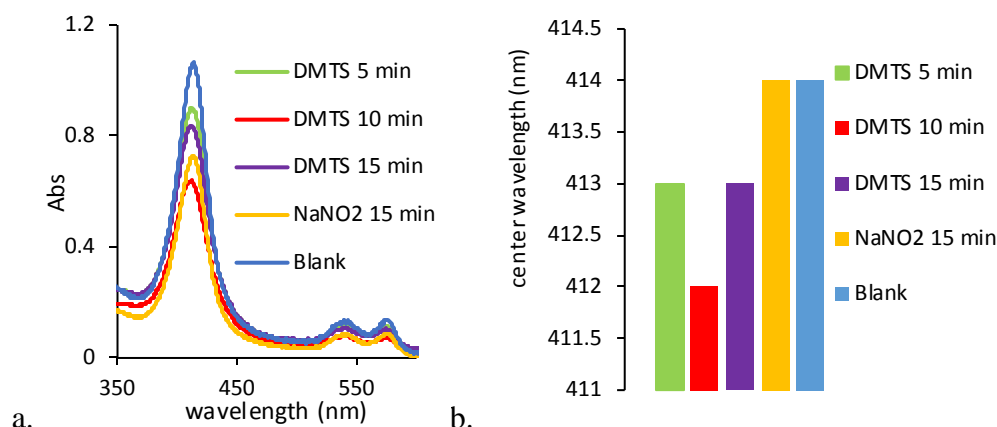 1.2
0.8
0.4
0
Abs
350
450
550
wavelength (nm)
DMTS 5 min
DMTS 10 min
DMTS 15 min
NaNO2 15 min
Blank
a.
414.5
414
413.5
413
412.5
412
411.5
411
center wavelength (nm)
DMTS 5 min
DMTS 10 min
DMTS 15 min
NaNO2 15 min
Blank
b.